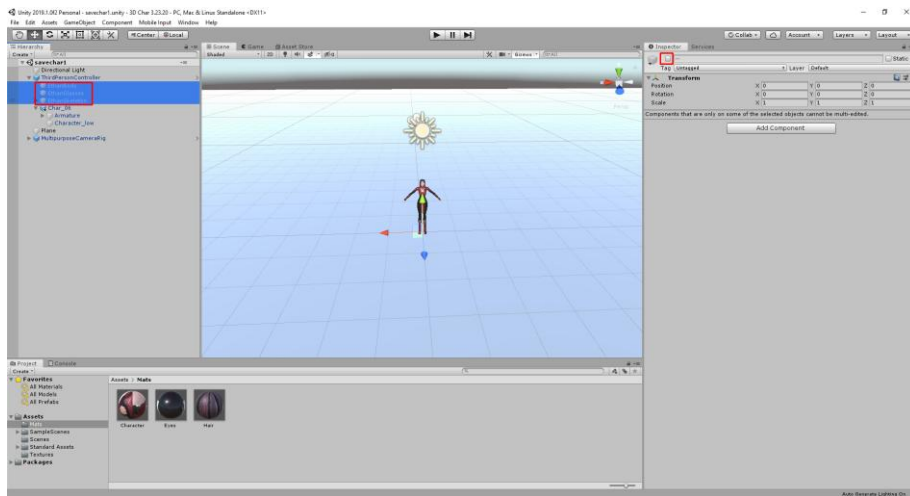 Unity 2018.1.0f2 Personal - savechar1.unity - 3D Char 3.23.20 - PC, Mac & Linux Standalone <DX11>
File Edit Assets GameObject Component Mobile Input Window Help
Center Local Collab Account Layers Layout
Hierarchy Scene Game Asset Store Inspector Services
Create Shaded 2D Gizmos Static
savechar1
Tag Untagged Layer Default
Directional Light
ThirdPersonController
Transform
Position X 0 Y 0 Z 0
Rotation X 0 Y 0 Z 0
Scale X 1 Y 1 Z 1
Armature
Character_low
Components that are only on some of the selected objects cannot be multi-edited.
Plane
MultipurposeCameraRig
Add Component
Project Console
Create
Favorites
Assets
All Materials
All Models
All Prefabs
Character Eyes Hair
Assets
SampleScenes
Scenes
Standard Assets
Textures
Packages
Auto Generate Lighting On